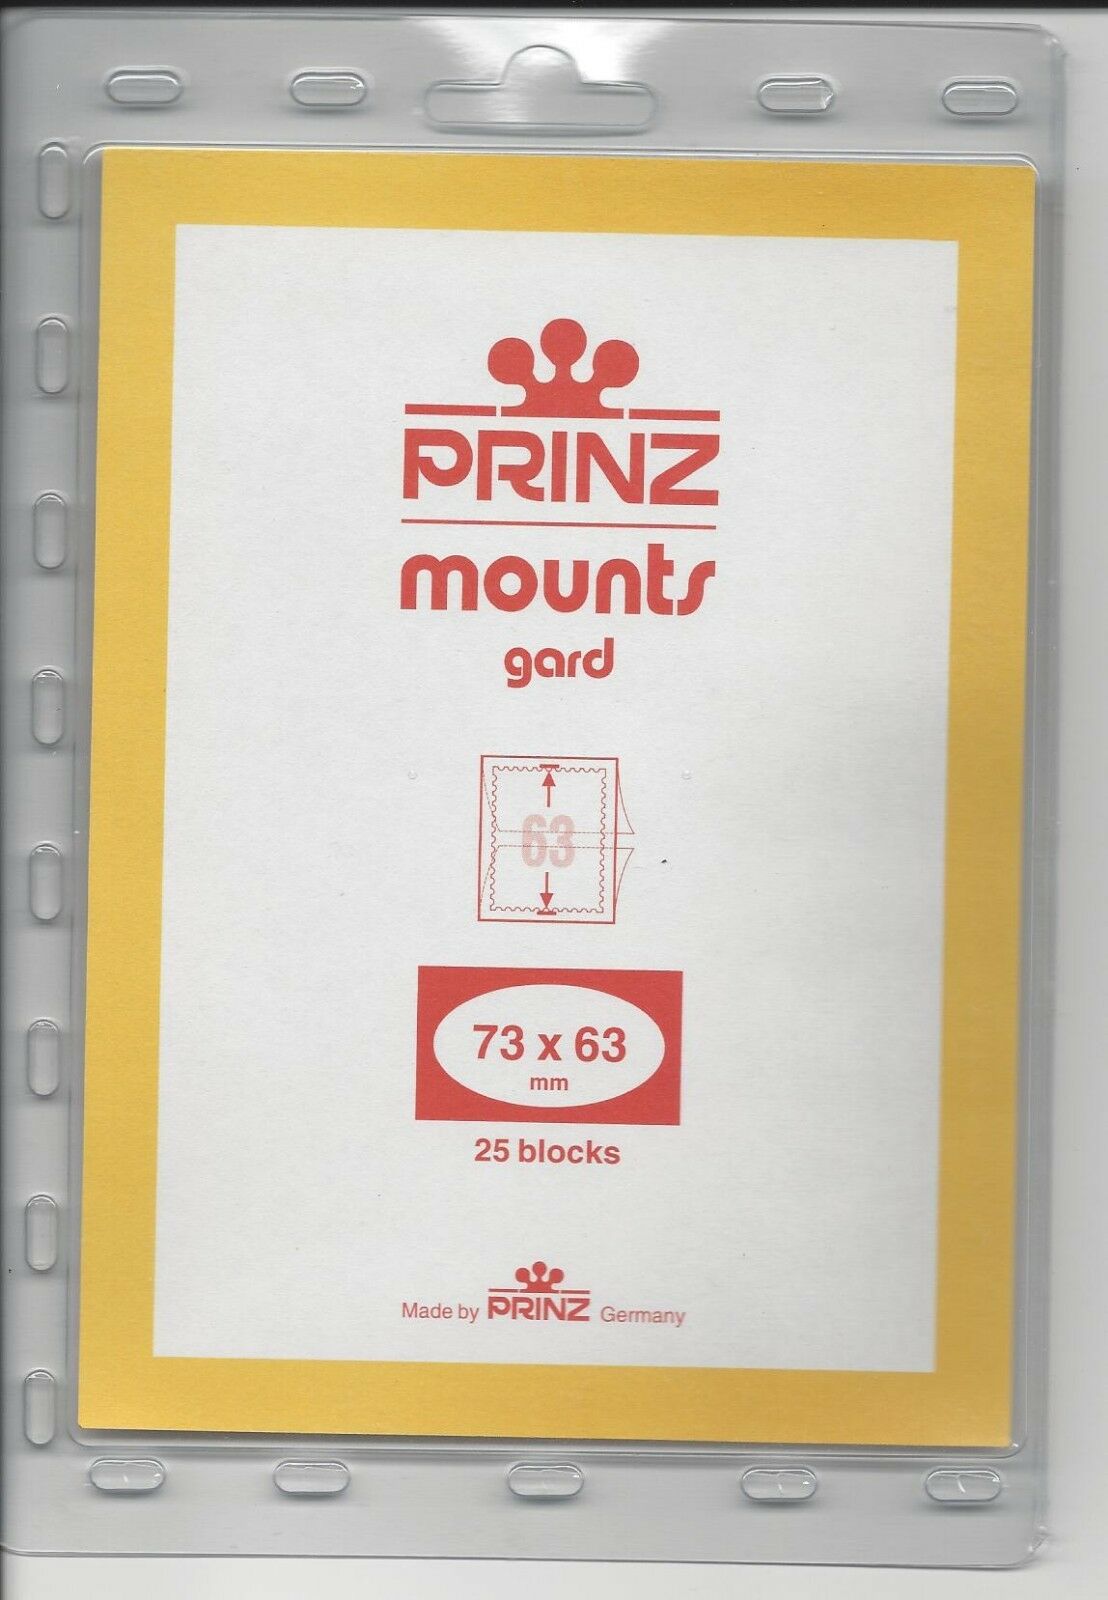 PRINZ
mounts
gard
63
73 x 63
mm
25 blocks
Made by PRINZ Germany